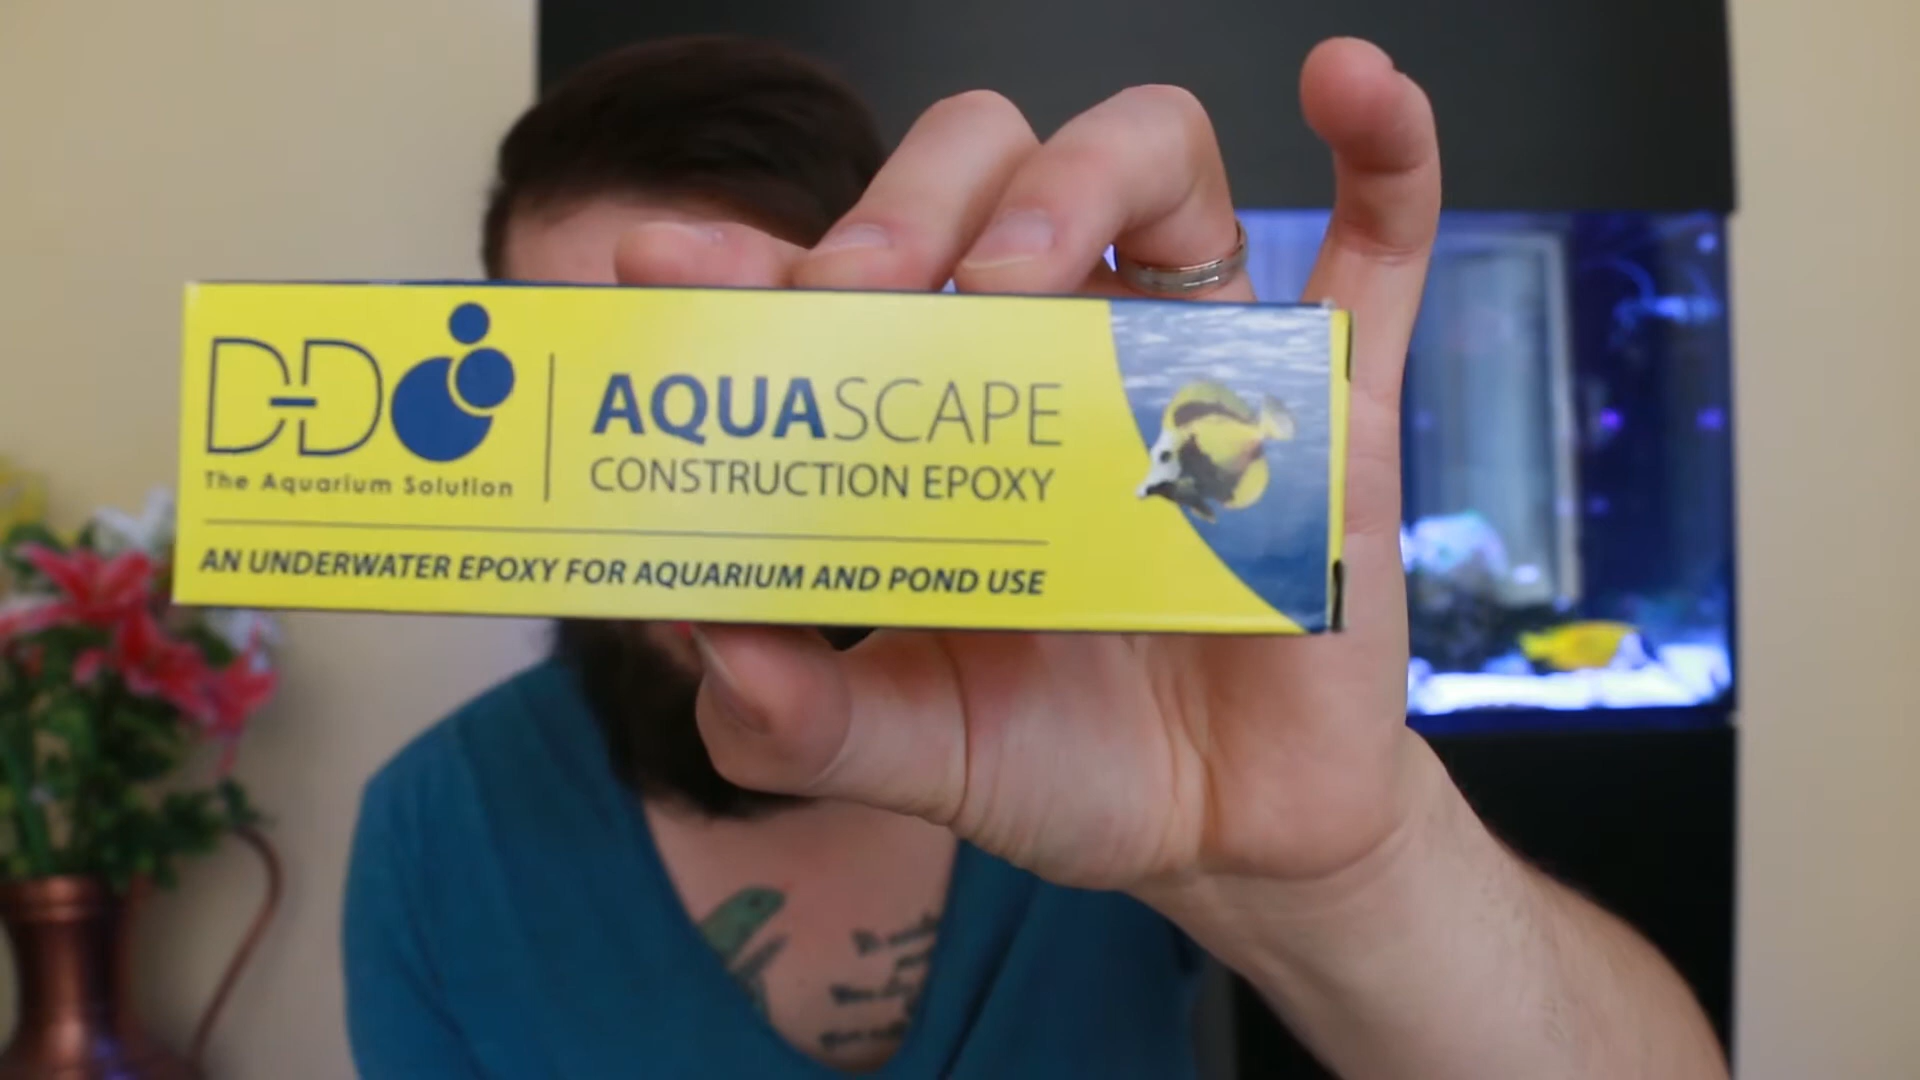 D-D
The Aquarium Solution
AQUASCAPE
CONSTRUCTION EPOXY
AN UNDERWATER EPOXY FOR AQUARIUM AND POND USE